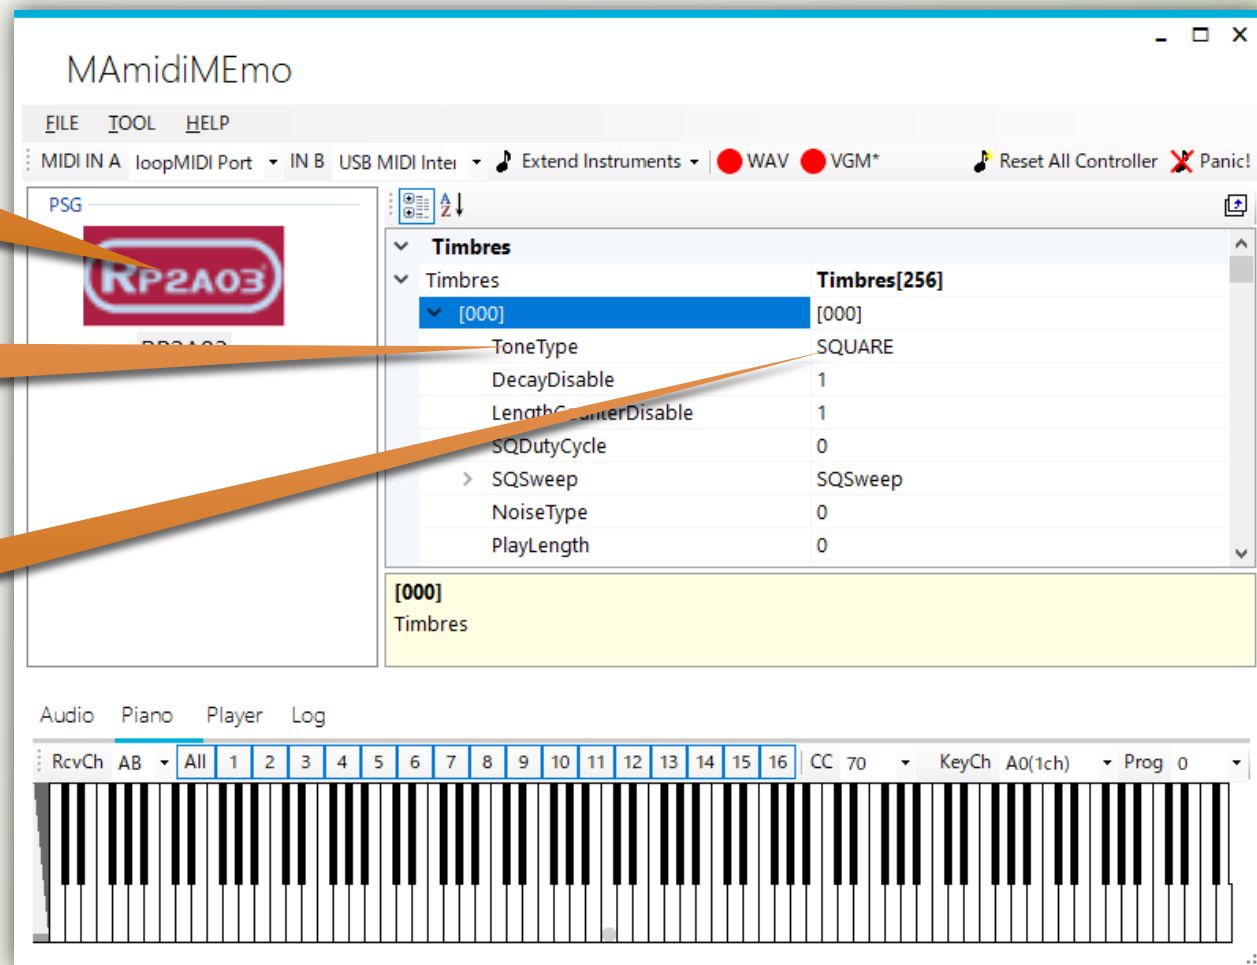 MAmidiMEmo
FILE TOOL HELP
MIDI IN A loopMIDI Port IN B USB MIDI Inter Extend Instruments WAV VGM* Reset All Controller Panic!
PSG
RP2A03
RP2A03
Timbres
Timbres Timbres[256]
[000] [000]
ToneType SQUARE
DecayDisable 1
LengthCounterDisable 1
SQDutyCycle 0
SQSweep SQSweep
NoiseType 0
PlayLength 0
[000]
Timbres
Audio Piano Player Log
RcvCh AB All 1 2 3 4 5 6 7 8 9 10 11 12 13 14 15 16 CC 70 KeyCh A0(1ch) Prog 0